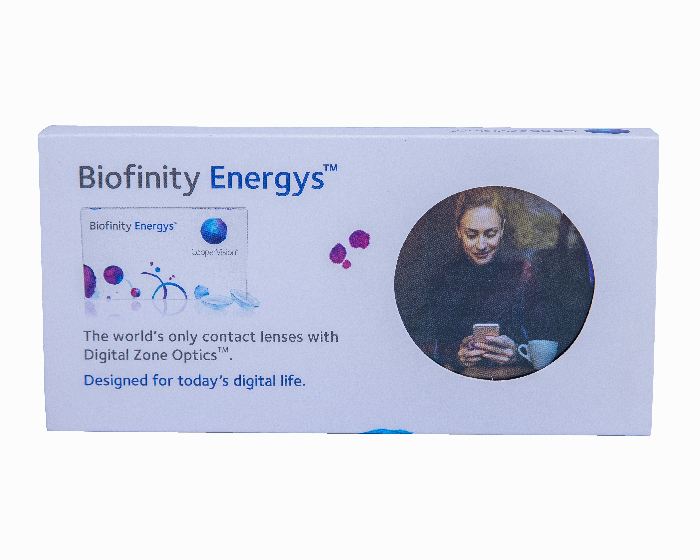 Biofinity Energys™
Biofinity Energys™
CooperVision®
The world's only contact lenses with
Digital Zone Optics™.
Designed for today's digital life.